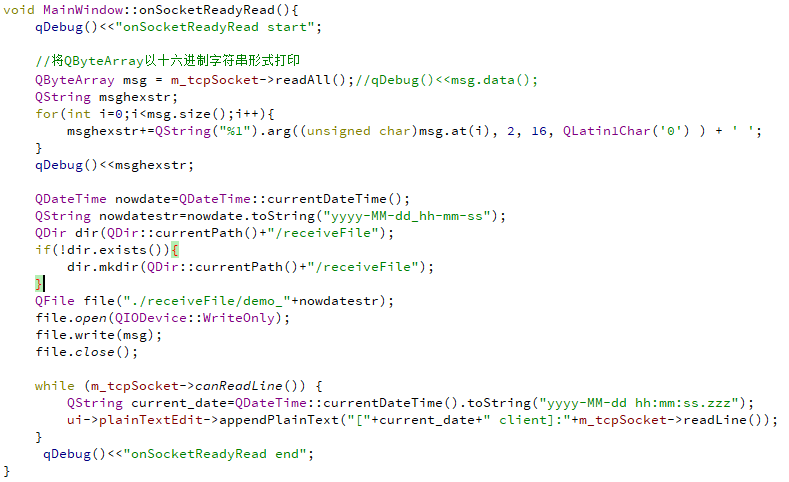 void MainWindow::onSocketReadyRead(){
    qDebug()<<"onSocketReadyRead start";

    //将QByteArray以十六进制字符串形式打印
    QByteArray msg = m_tcpSocket->readAll();//qDebug()<<msg.data();
    QString msghexstr;
    for(int i=0;i<msg.size();i++){
        msghexstr+=QString("%1").arg((unsigned char)msg.at(i), 2, 16, QLatin1Char('0') ) + ' ';
    }
    qDebug()<<msghexstr;

    QDateTime nowdate=QDateTime::currentDateTime();
    QString nowdatestr=nowdate.toString("yyyy-MM-dd_hh-mm-ss");
    QDir dir(QDir::currentPath()+"/receiveFile");
    if(!dir.exists()){
        dir.mkdir(QDir::currentPath()+"/receiveFile");
    }
    QFile file("./receiveFile/demo_"+nowdatestr);
    file.open(QIODevice::WriteOnly);
    file.write(msg);
    file.close();

    while (m_tcpSocket->canReadLine()) {
        QString current_date=QDateTime::currentDateTime().toString("yyyy-MM-dd hh:mm:ss.zzz");
        ui->plainTextEdit->appendPlainText("["+current_date+" client]:"+m_tcpSocket->readLine());
    }
     qDebug()<<"onSocketReadyRead end";
}